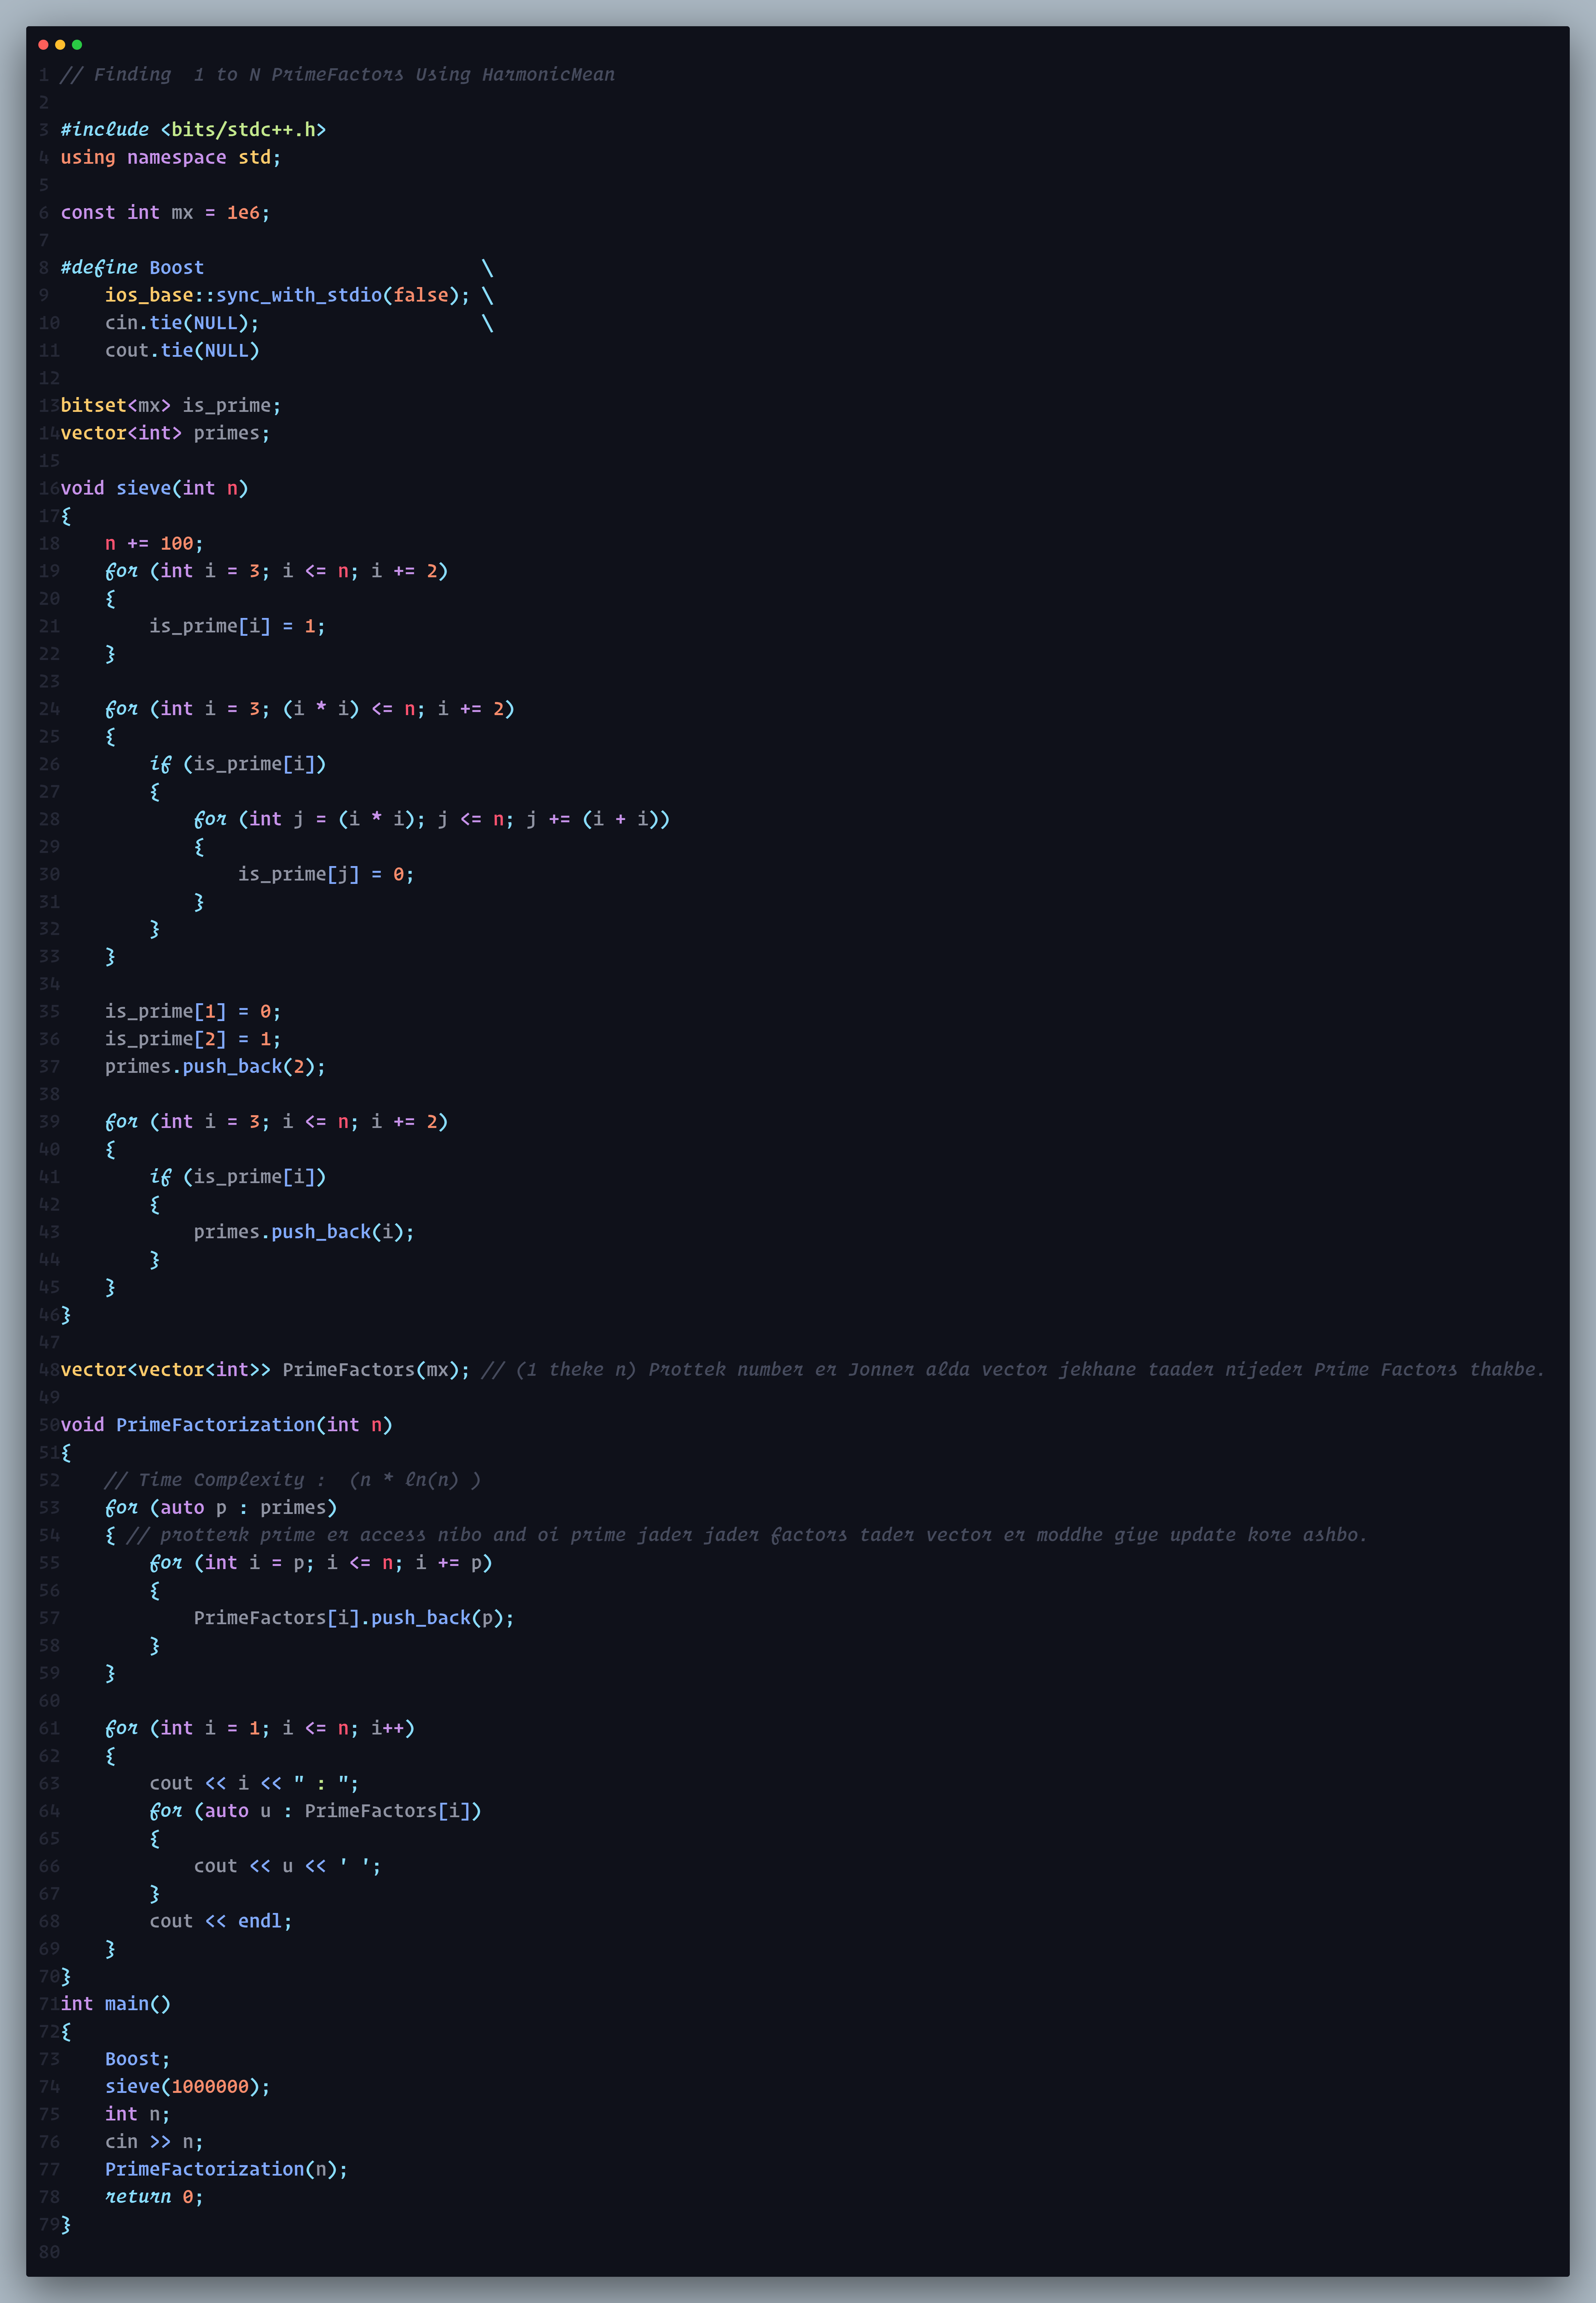 1 // Finding  1 to N PrimeFactors Using HarmonicMean
2
3 #include <bits/stdc++.h>
4 using namespace std;
5
6 const int mx = 1e6;
7
8 #define Boost                         \
9     ios_base::sync_with_stdio(false); \
10    cin.tie(NULL);                    \
11    cout.tie(NULL)
12
13 bitset<mx> is_prime;
14 vector<int> primes;
15
16 void sieve(int n)
17 {
18     n += 100;
19     for (int i = 3; i <= n; i += 2)
20     {
21         is_prime[i] = 1;
22     }
23
24     for (int i = 3; (i * i) <= n; i += 2)
25     {
26         if (is_prime[i])
27         {
28             for (int j = (i * i); j <= n; j += (i + i))
29             {
30                 is_prime[j] = 0;
31             }
32         }
33     }
34
35     is_prime[1] = 0;
36     is_prime[2] = 1;
37     primes.push_back(2);
38
39     for (int i = 3; i <= n; i += 2)
40     {
41         if (is_prime[i])
42         {
43             primes.push_back(i);
44         }
45     }
46 }
47
48 vector<vector<int>> PrimeFactors(mx); // (1 theke n) Prottek number er Jonner alda vector jekhane taader nijeder Prime Factors thakbe.
49
50 void PrimeFactorization(int n)
51 {
52     // Time Complexity :  (n * ln(n) )
53     for (auto p : primes)
54     { // protterk prime er access nibo and oi prime jader jader factors tader vector er moddhe giye update kore ashbo.
55         for (int i = p; i <= n; i += p)
56         {
57             PrimeFactors[i].push_back(p);
58         }
59     }
60
61     for (int i = 1; i <= n; i++)
62     {
63         cout << i << " : ";
64         for (auto u : PrimeFactors[i])
65         {
66             cout << u << ' ';
67         }
68         cout << endl;
69     }
70 }
71 int main()
72 {
73     Boost;
74     sieve(1000000);
75     int n;
76     cin >> n;
77     PrimeFactorization(n);
78     return 0;
79 }
80